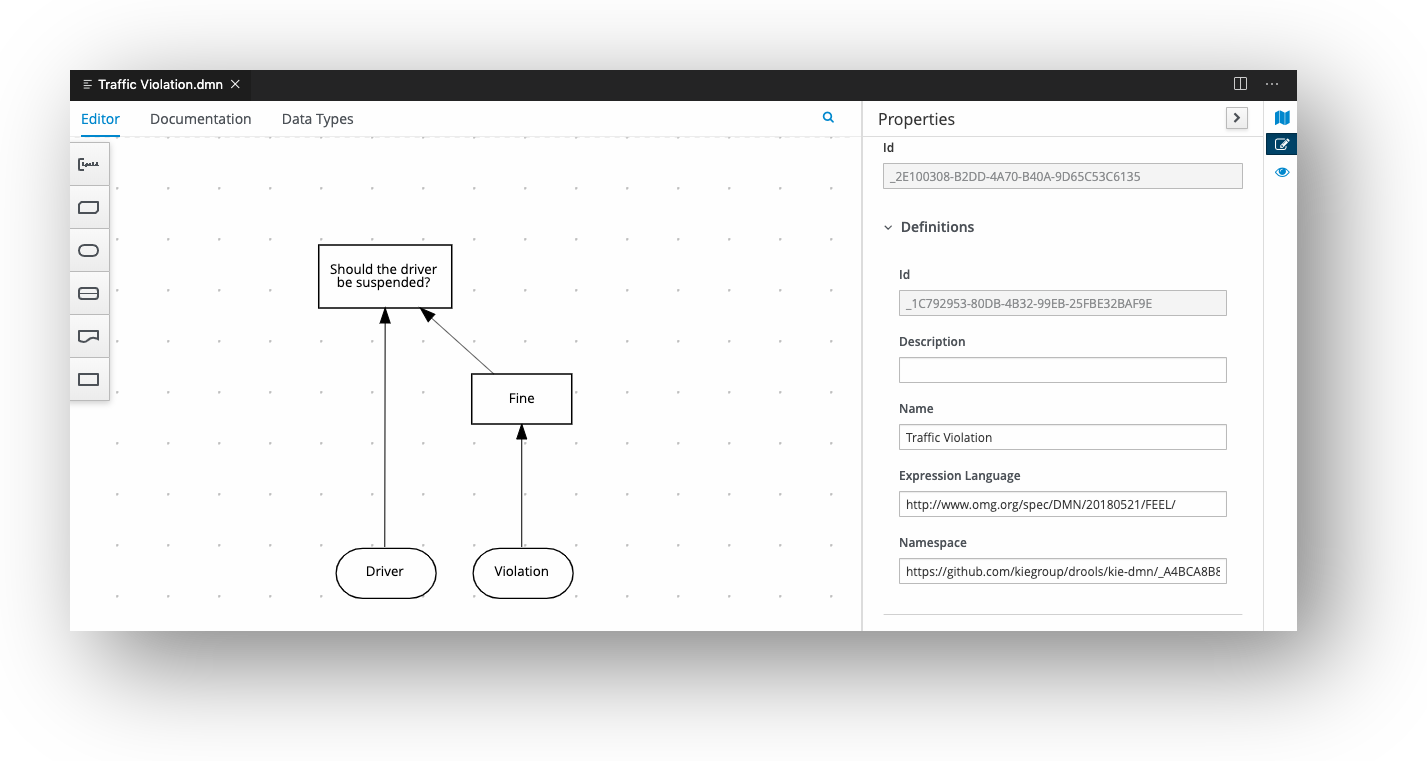 Traffic Violation.dmn
Editor
Documentation
Data Types
Should the driver
be suspended?
Fine
Driver
Violation
Properties
Id
_2E100308-B2DD-4A70-B40A-9D65C53C6135
Definitions
Id
_1C792953-80DB-4B32-99EB-25FBE32BAF9E
Description
Name
Traffic Violation
Expression Language
http://www.omg.org/spec/DMN/20180521/FEEL/
Namespace
https://github.com/kiegroup/drools/kie-dmn/_A4BCA8B8